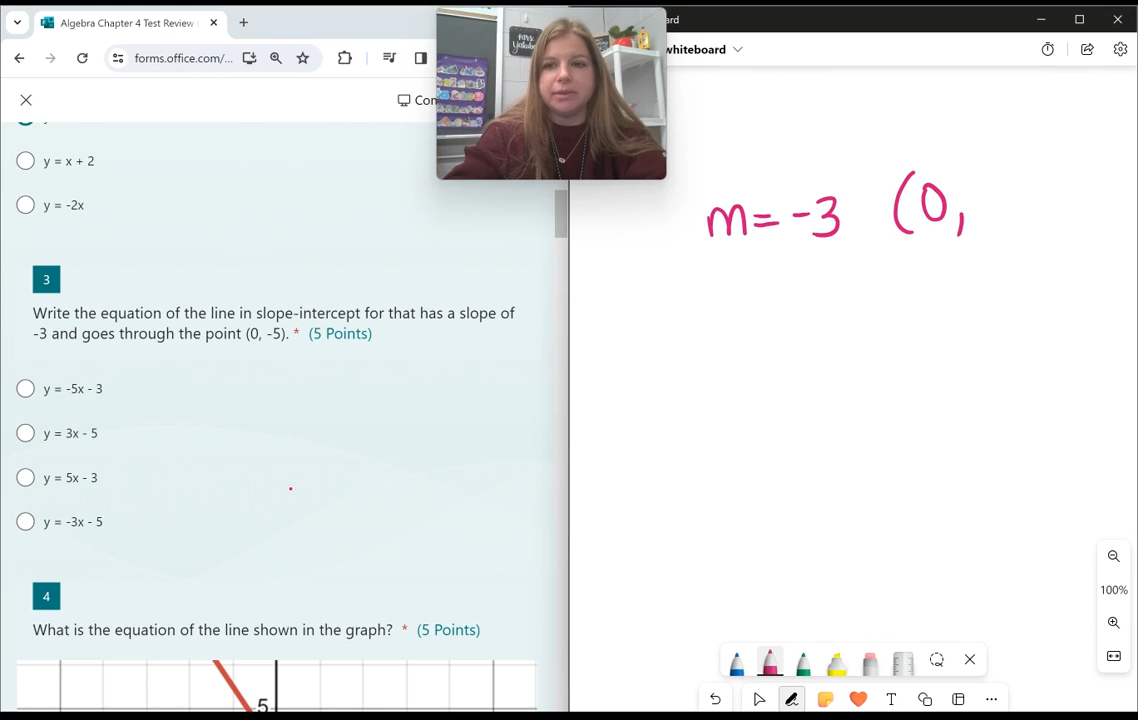 Algebra Chapter 4 Test Review
forms.office.com/...
ard
whiteboard
Con
y = x + 2
y = -2x
3
Write the equation of the line in slope-intercept for that has a slope of
-3 and goes through the point (0, -5). * (5 Points)
y = -5x - 3
y = 3x - 5
y = 5x - 3
y = -3x - 5
4
What is the equation of the line shown in the graph? * (5 Points)
5
m = -3 (0,
100%
T